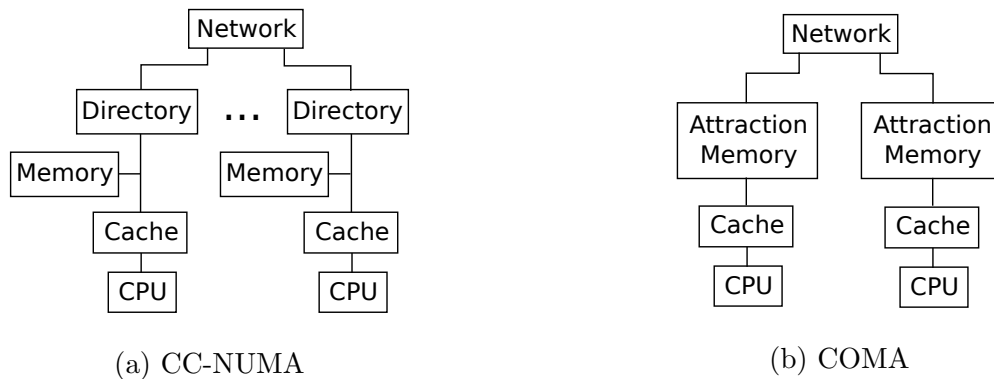 Network
Directory ... Directory
Memory Memory
Cache Cache
CPU CPU
(a) CC-NUMA
Network
Attraction Memory Attraction Memory
Cache Cache
CPU CPU
(b) COMA